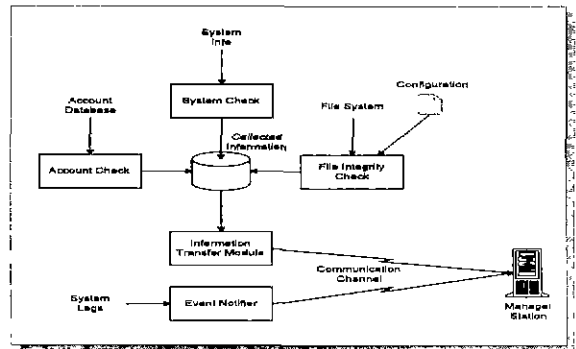 System
Info
Configuration
Account
Database
System Check
File System
Collected
Information
Account Check
File Integrity
Check
Information
Transfer Module
Communication
Channel
System
Logs
Event Notifier
Manager
Station